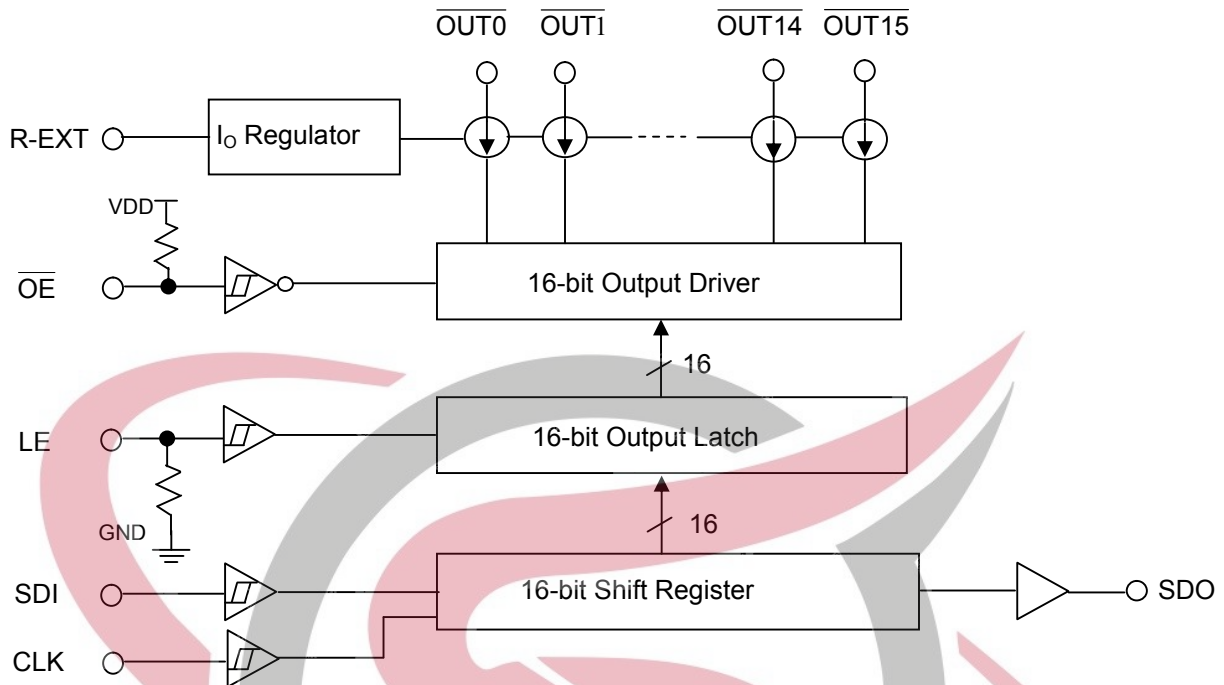 OUT0 OUT1 OUT14 OUT15
R-EXT
I₀ Regulator
VDD
OE
16-bit Output Driver
16
LE
16-bit Output Latch
GND
16
SDI
16-bit Shift Register
SDO
CLK